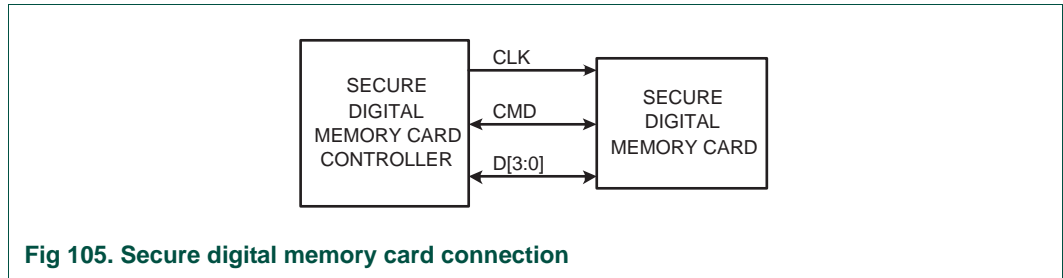 SECURE
DIGITAL
MEMORY CARD
CONTROLLER
CLK
CMD
D[3:0]
SECURE
DIGITAL
MEMORY CARD
Fig 105. Secure digital memory card connection